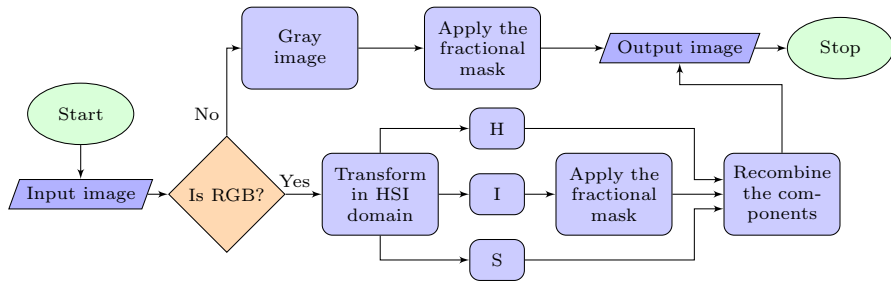 Start
Input image
Is RGB?
No
Gray
image
Apply the
fractional
mask
Output image
Stop
Yes
Transform
in HSI
domain
H
I
S
Apply the
fractional
mask
Recombine
the com-
ponents